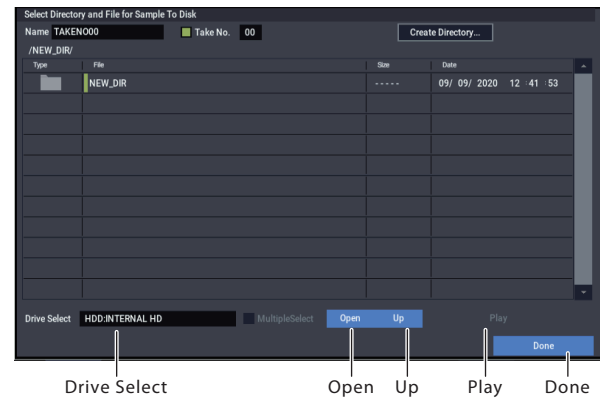 Select Directory and File for Sample To Disk
Name TAKENO00 Take No. 00 Create Directory...
/NEW_DIR/
Type File Size Date
NEW_DIR ----- 09/ 09/ 2020 12 :41 :53
Drive Select HDD:INTERNAL HD MultipleSelect Open Up Play
Done
Drive Select Open Up Play Done